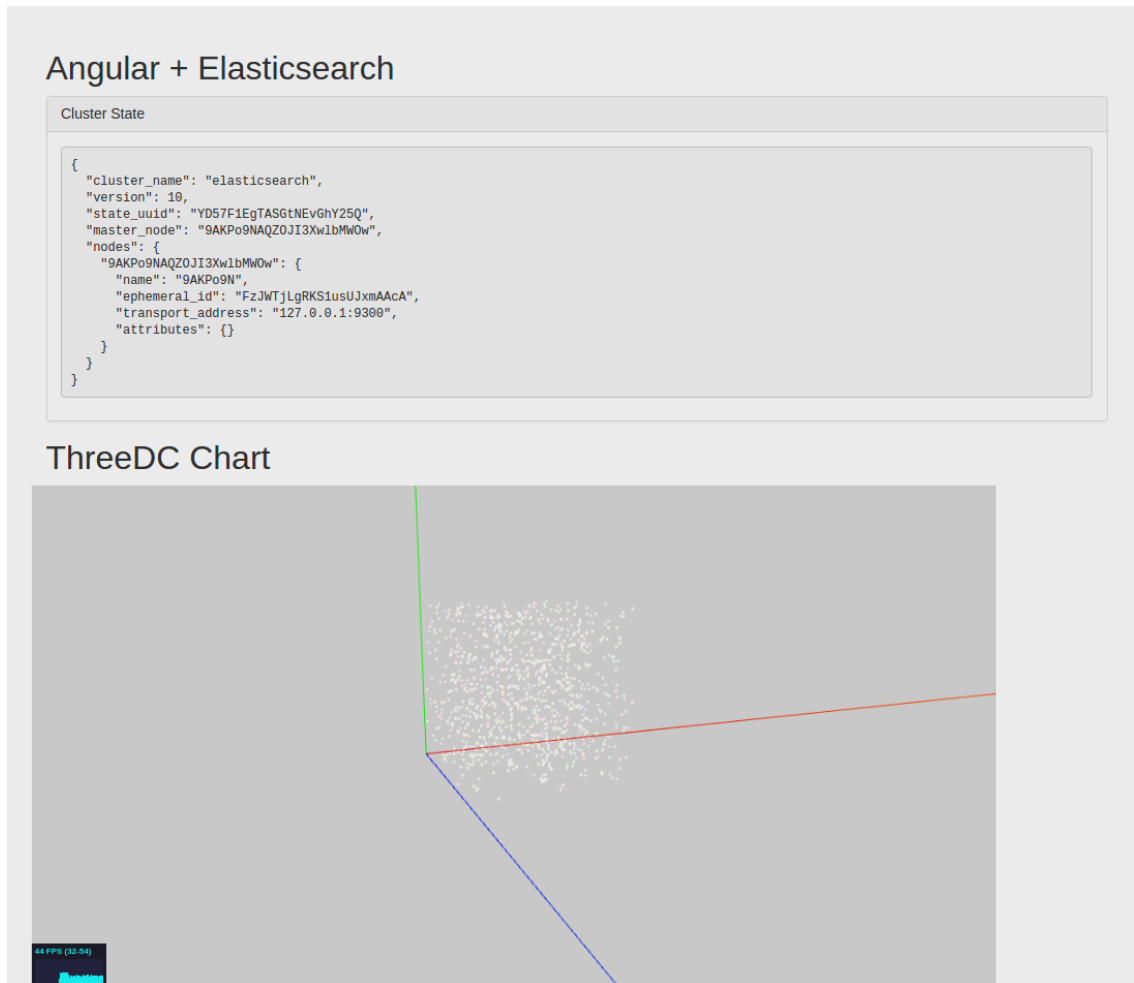 Angular + Elasticsearch
Cluster State
{
  "cluster_name": "elasticsearch",
  "version": 10,
  "state_uuid": "YD57F1EgTASGtNEvGhY25Q",
  "master_node": "9AKPo9NAQZOJI3XwlbMWOw",
  "nodes": {
    "9AKPo9NAQZOJI3XwlbMWOw": {
      "name": "9AKPo9N",
      "ephemeral_id": "FzJWTjLgRKS1usUJxmAAcA",
      "transport_address": "127.0.0.1:9300",
      "attributes": {}
    }
  }
}
ThreeDC Chart
44 FPS (32-54)